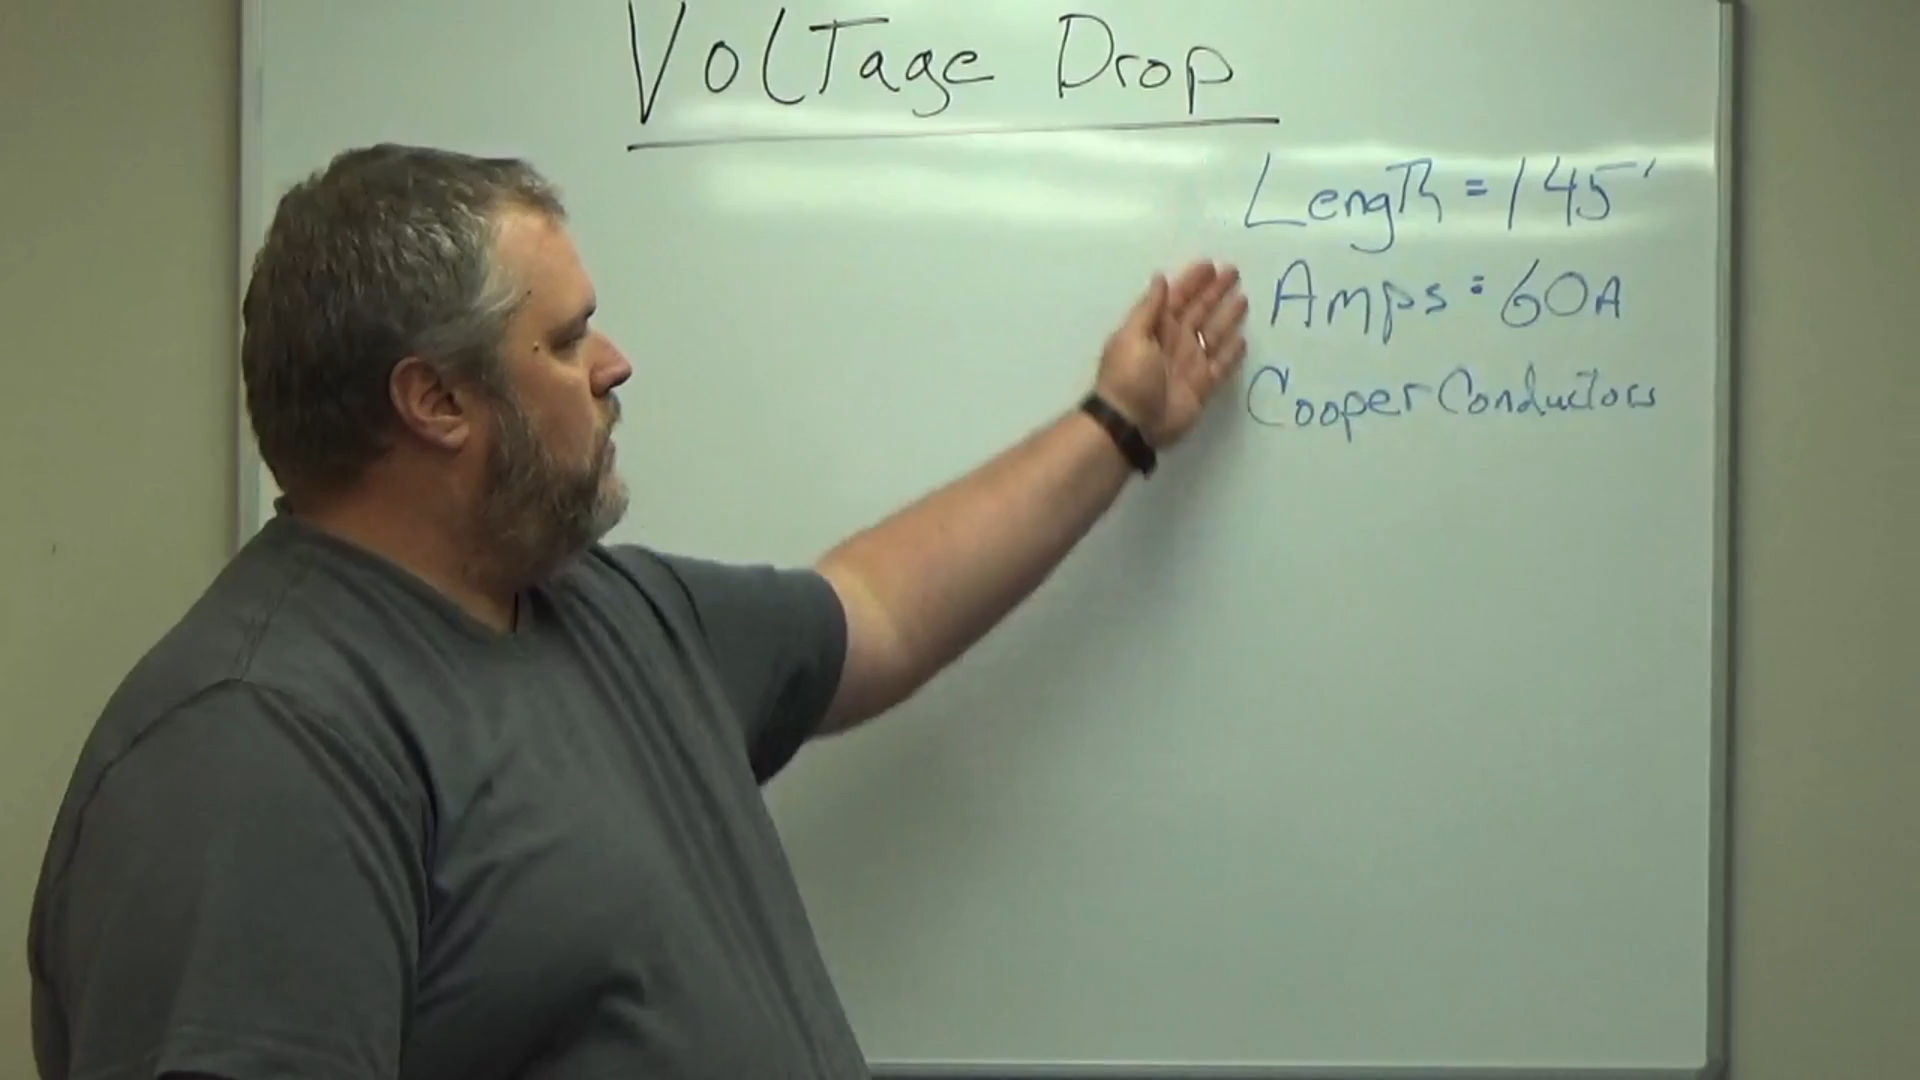 Voltage Drop
Length = 145'
Amps = 60A
Cooper Conductors